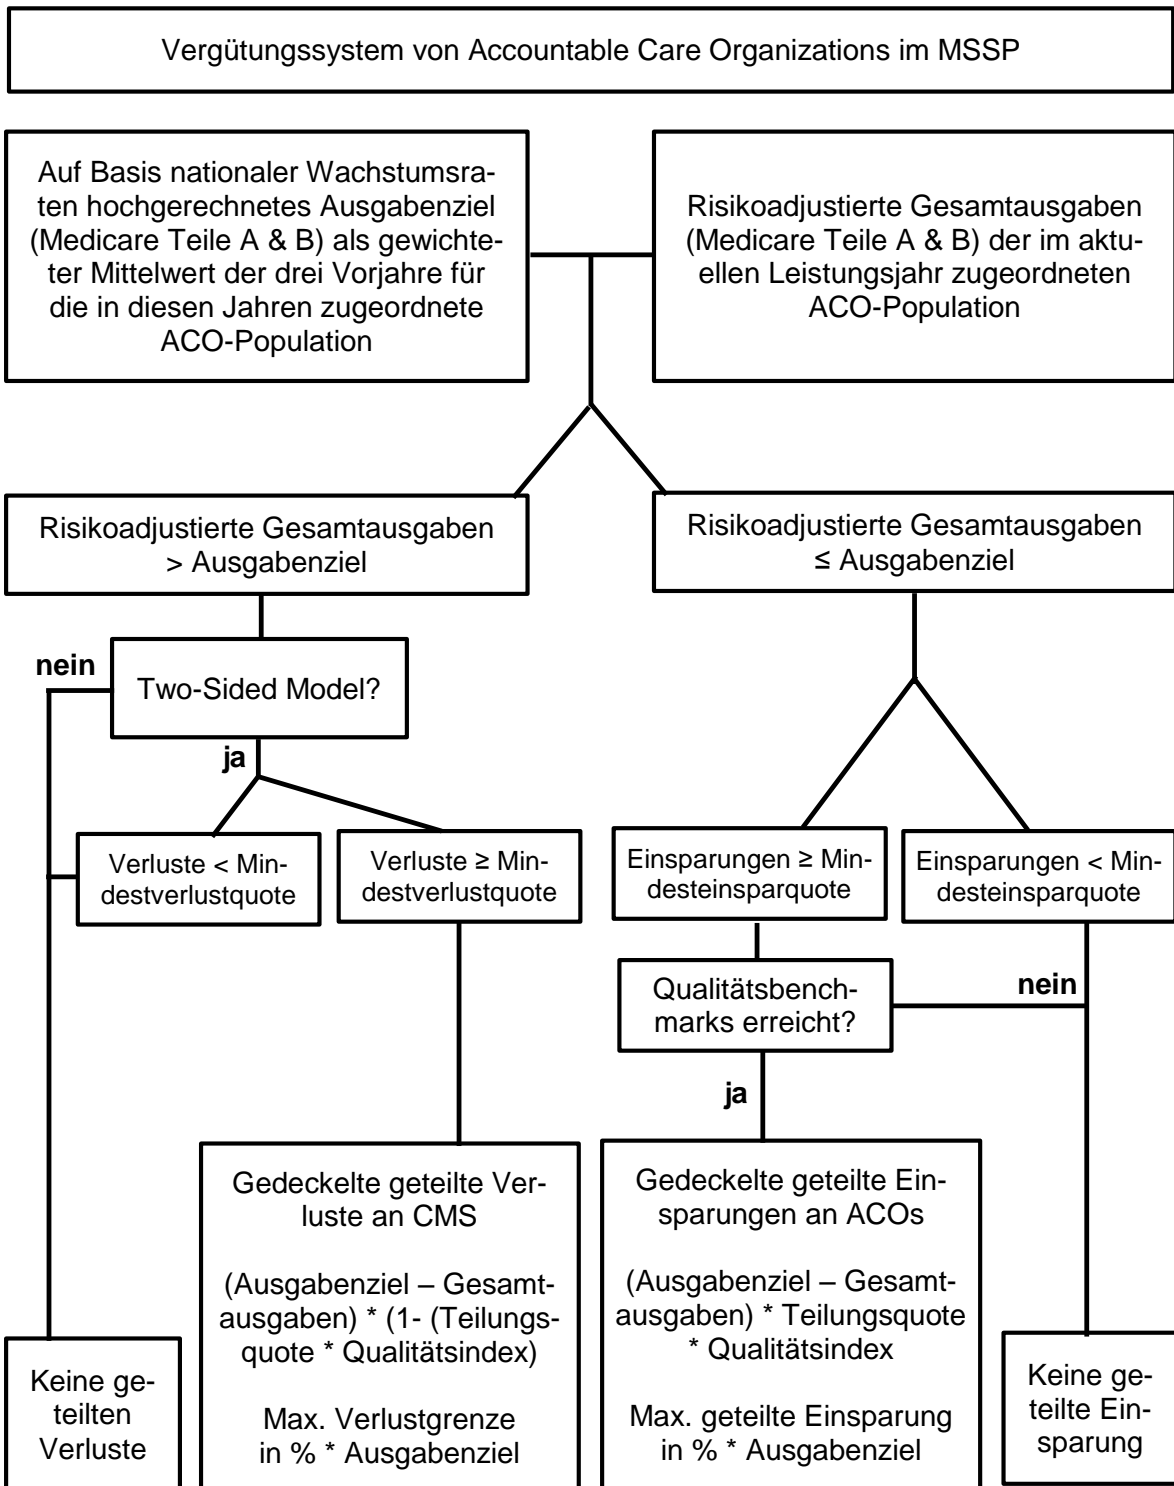 Vergütungssystem von Accountable Care Organizations im MSSP
Auf Basis nationaler Wachstumsra-
ten hochgerechnetes Ausgabenziel
(Medicare Teile A & B) als gewichte-
ter Mittelwert der drei Vorjahre für
die in diesen Jahren zugeordnete
ACO-Population
Risikoadjustierte Gesamtausgaben
(Medicare Teile A & B) der im aktu-
ellen Leistungsjahr zugeordneten
ACO-Population
Risikoadjustierte Gesamtausgaben
> Ausgabenziel
Risikoadjustierte Gesamtausgaben
≤ Ausgabenziel
nein
Two-Sided Model?
ja
Verluste < Min-
destverlustquote
Verluste ≥ Min-
destverlustquote
Einsparungen ≥ Min-
desteinsparquote
Einsparungen < Min-
desteinsparquote
Qualitätsbench-
marks erreicht?
nein
ja
Keine ge-
teilten
Verluste
Gedeckelte geteilte Ver-
luste an CMS
(Ausgabenziel – Gesamt-
ausgaben) * (1- (Teilungs-
quote * Qualitätsindex)
Max. Verlustgrenze
in % * Ausgabenziel
Gedeckelte geteilte Ein-
sparungen an ACOs
(Ausgabenziel – Gesamt-
ausgaben) * Teilungsquote
* Qualitätsindex
Max. geteilte Einsparung
in % * Ausgabenziel
Keine ge-
teilte Ein-
sparung